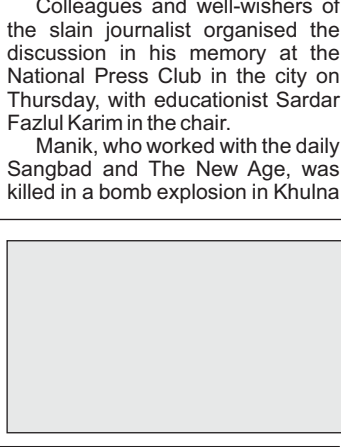 Colleagues and well-wishers of
the slain journalist organised the
discussion in his memory at the
National Press Club in the city on
Thursday, with educationist Sardar
Fazlul Karim in the chair.
Manik, who worked with the daily
Sangbad and The New Age, was
killed in a bomb explosion in Khulna